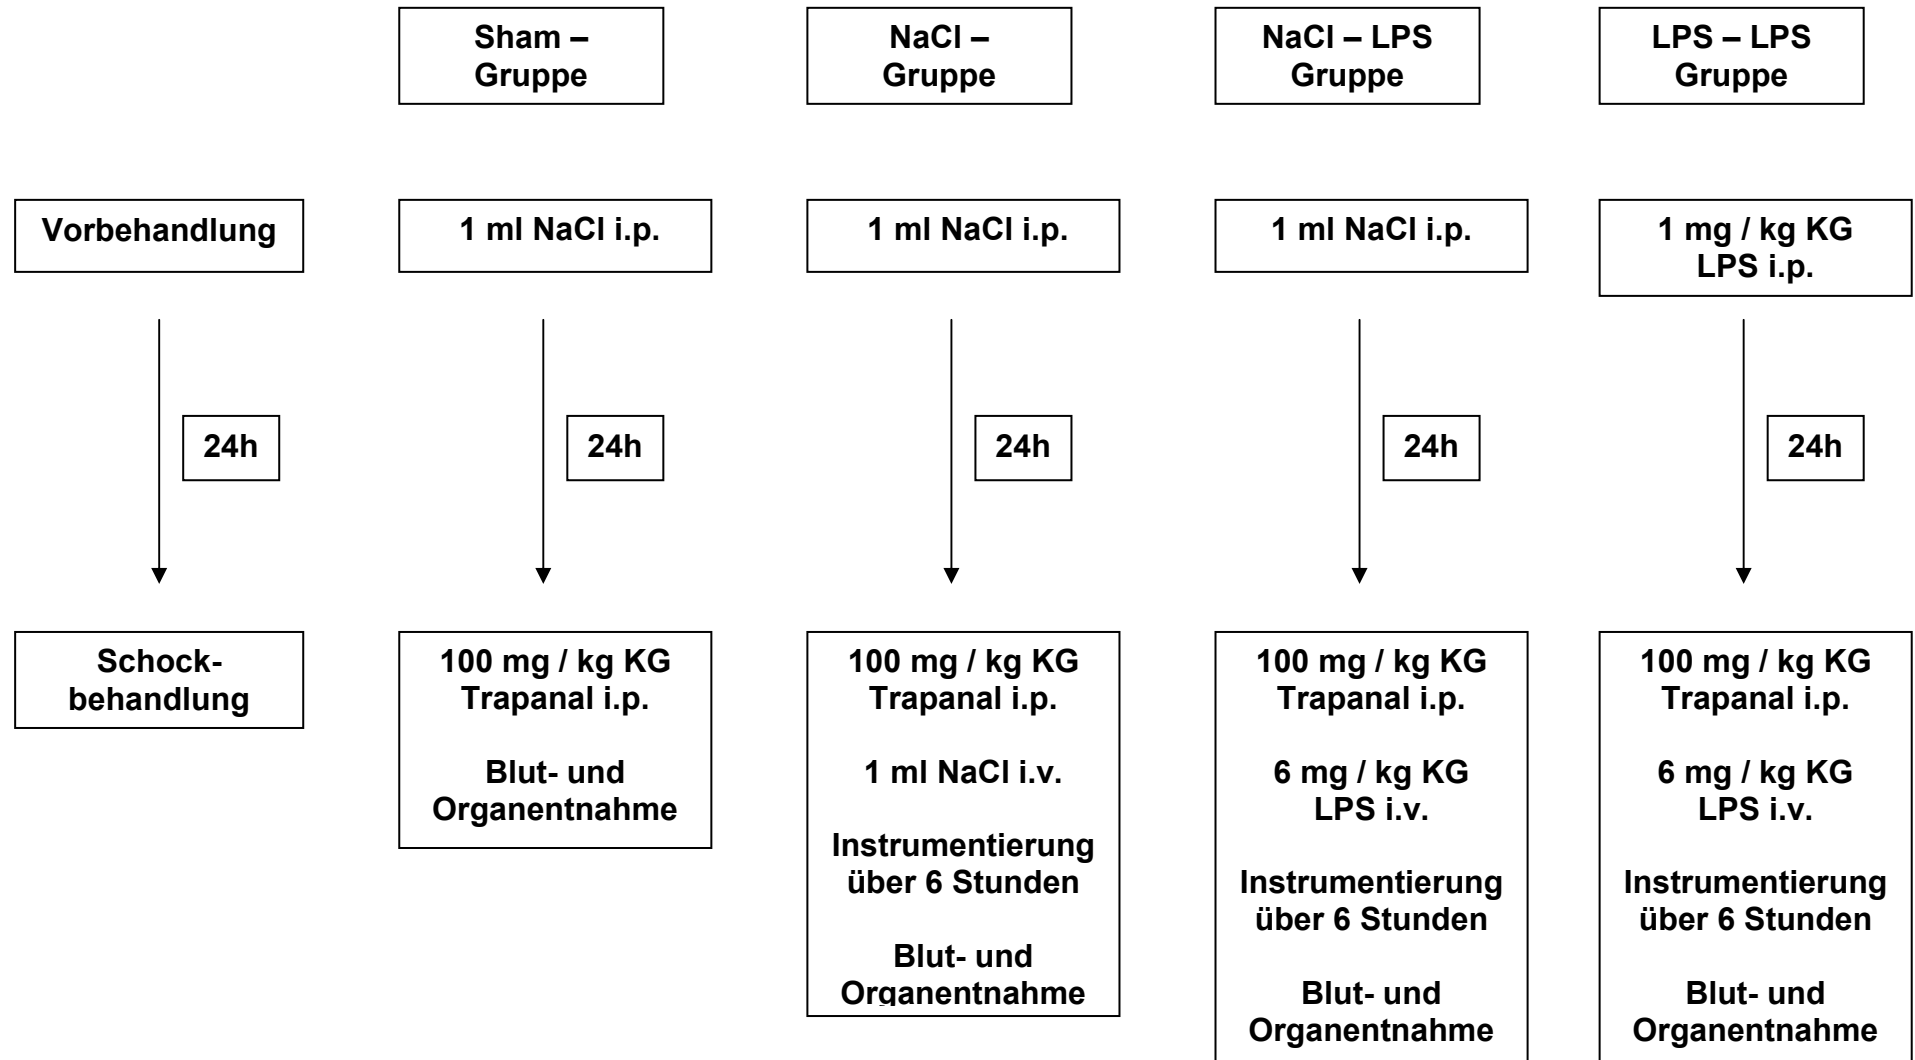 Sham –
Gruppe
NaCl –
Gruppe
NaCl – LPS
Gruppe
LPS – LPS
Gruppe
Vorbehandlung
1 ml NaCl i.p.
1 ml NaCl i.p.
1 ml NaCl i.p.
1 mg / kg KG
LPS i.p.
24h
24h
24h
24h
24h
Schock-
behandlung
100 mg / kg KG
Trapanal i.p.
Blut- und
Organentnahme
100 mg / kg KG
Trapanal i.p.
1 ml NaCl i.v.
Instrumentierung
über 6 Stunden
Blut- und
Organentnahme
100 mg / kg KG
Trapanal i.p.
6 mg / kg KG
LPS i.v.
Instrumentierung
über 6 Stunden
Blut- und
Organentnahme
100 mg / kg KG
Trapanal i.p.
6 mg / kg KG
LPS i.v.
Instrumentierung
über 6 Stunden
Blut- und
Organentnahme